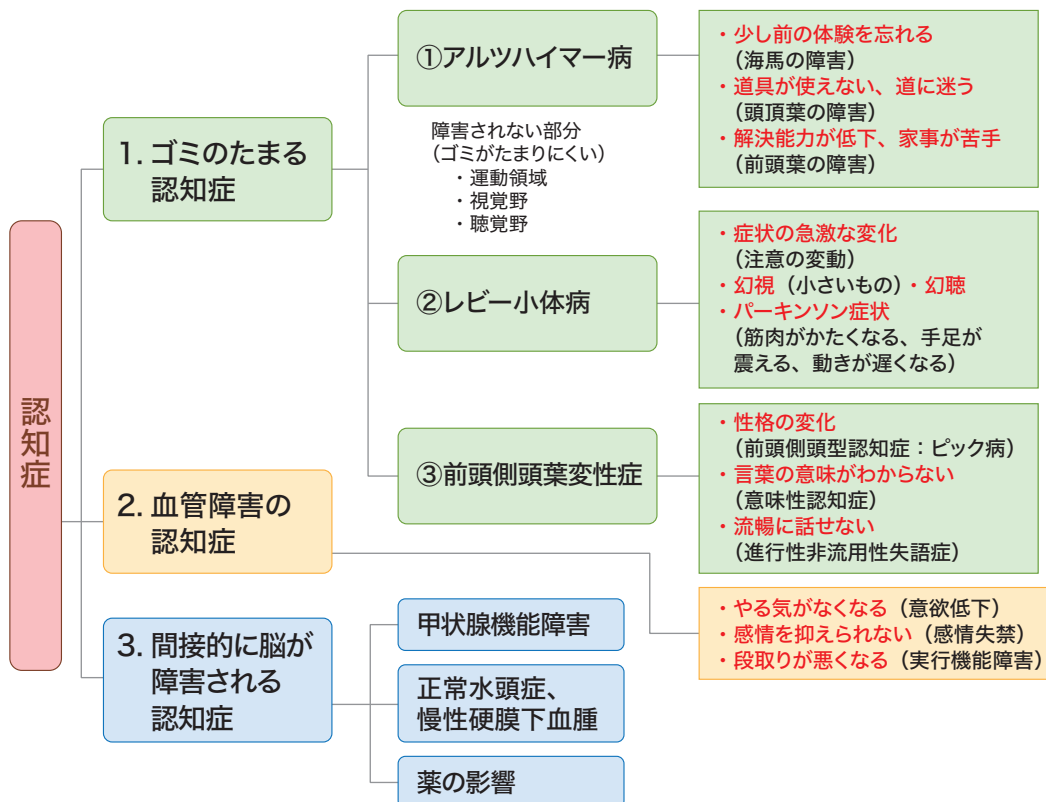 認知症
1. ゴミのたまる
認知症
①アルツハイマー病
・少し前の体験を忘れる
（海馬の障害）
・道具が使えない、道に迷う
（頭頂葉の障害）
・解決能力が低下、家事が苦手
（前頭葉の障害）
障害されない部分
（ゴミがたまりにくい）
・運動領域
・視覚野
・聴覚野
②レビー小体病
・症状の急激な変化
（注意の変動）
・幻視（小さいもの）・幻聴
・パーキンソン症状
（筋肉がかたくなる、手足が
震える、動きが遅くなる）
③前頭側頭葉変性症
・性格の変化
（前頭側頭型認知症：ピック病）
・言葉の意味がわからない
（意味性認知症）
・流暢に話せない
（進行性非流用性失語症）
2. 血管障害の
認知症
・やる気がなくなる（意欲低下）
・感情を抑えられない（感情失禁）
・段取りが悪くなる（実行機能障害）
3. 間接的に脳が
障害される
認知症
甲状腺機能障害
正常水頭症、
慢性硬膜下血腫
薬の影響